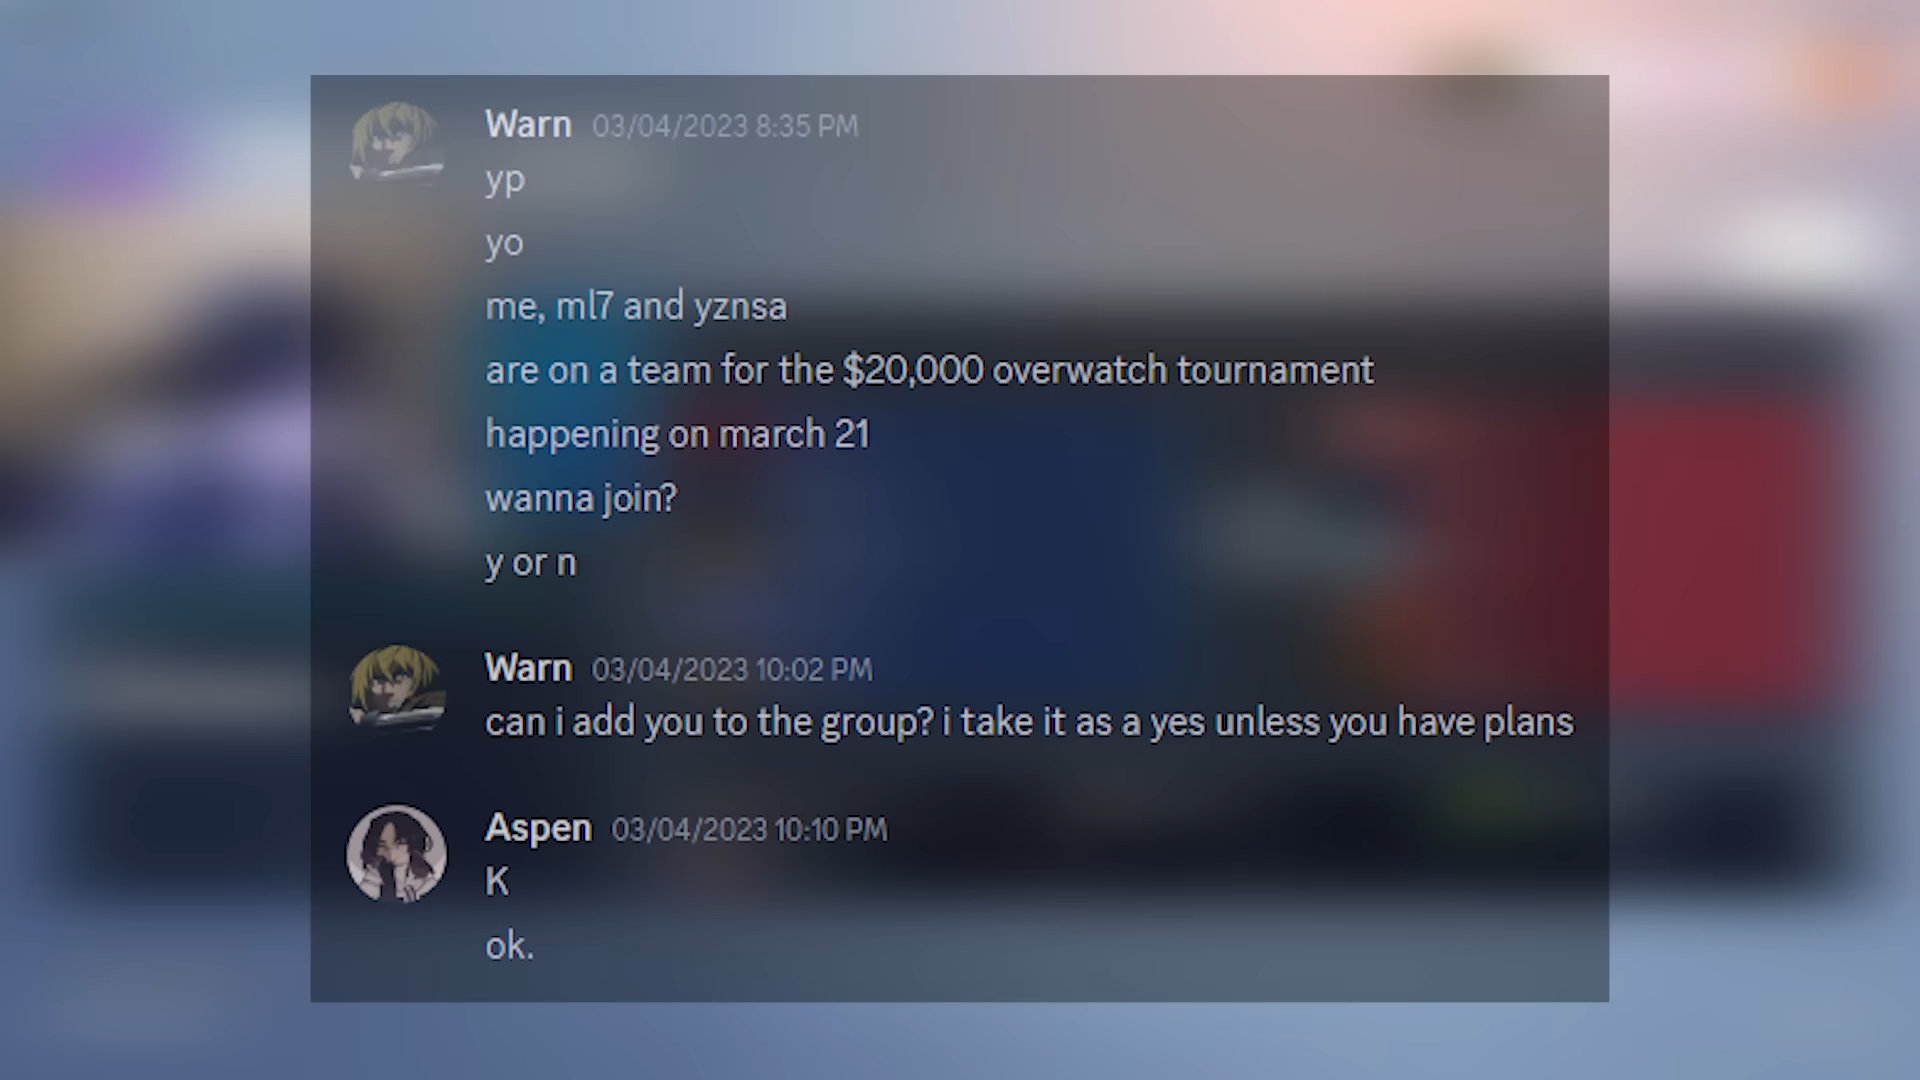 Warn 03/04/2023 8:35 PM
yp
yo
me, ml7 and yznsa
are on a team for the $20,000 overwatch tournament
happening on march 21
wanna join?
y or n
Warn 03/04/2023 10:02 PM
can i add you to the group? i take it as a yes unless you have plans
Aspen 03/04/2023 10:10 PM
K
ok.